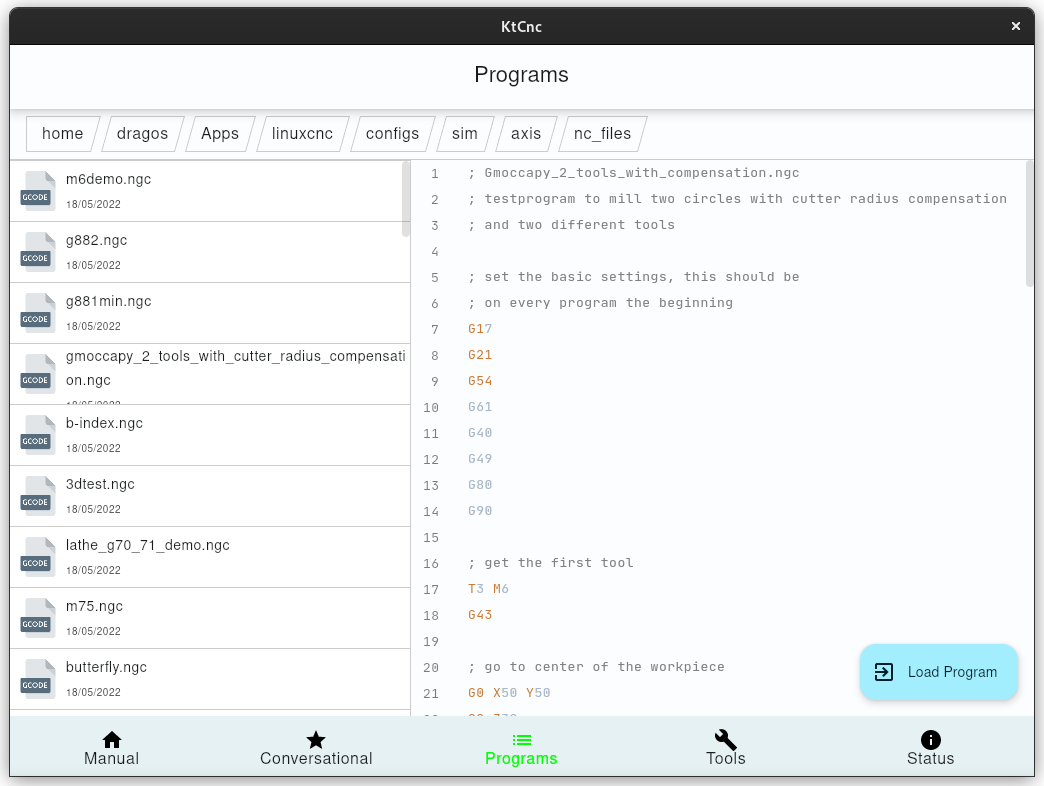 KtCnc
Programs
home dragos Apps linuxcnc configs sim axis nc_files
m6demo.ngc
GCODE
18/05/2022
g882.ngc
GCODE
18/05/2022
g881min.ngc
GCODE
18/05/2022
gmoccapy_2_tools_with_cutter_radius_compensati
on.ngc
GCODE
18/05/2022
b-index.ngc
GCODE
18/05/2022
3dtest.ngc
GCODE
18/05/2022
lathe_g70_71_demo.ngc
GCODE
18/05/2022
m75.ngc
GCODE
18/05/2022
butterfly.ngc
GCODE
18/05/2022
1 ; Gmoccapy_2_tools_with_compensation.ngc
2 ; testprogram to mill two circles with cutter radius compensation
3 ; and two different tools
4
5 ; set the basic settings, this should be
6 ; on every program the beginning
7 G17
8 G21
9 G54
10 G61
11 G40
12 G49
13 G80
14 G90
15
16 ; get the first tool
17 T3 M6
18 G43
19
20 ; go to center of the workpiece
21 G0 X50 Y50
Load Program
Manual Conversational Programs Tools Status